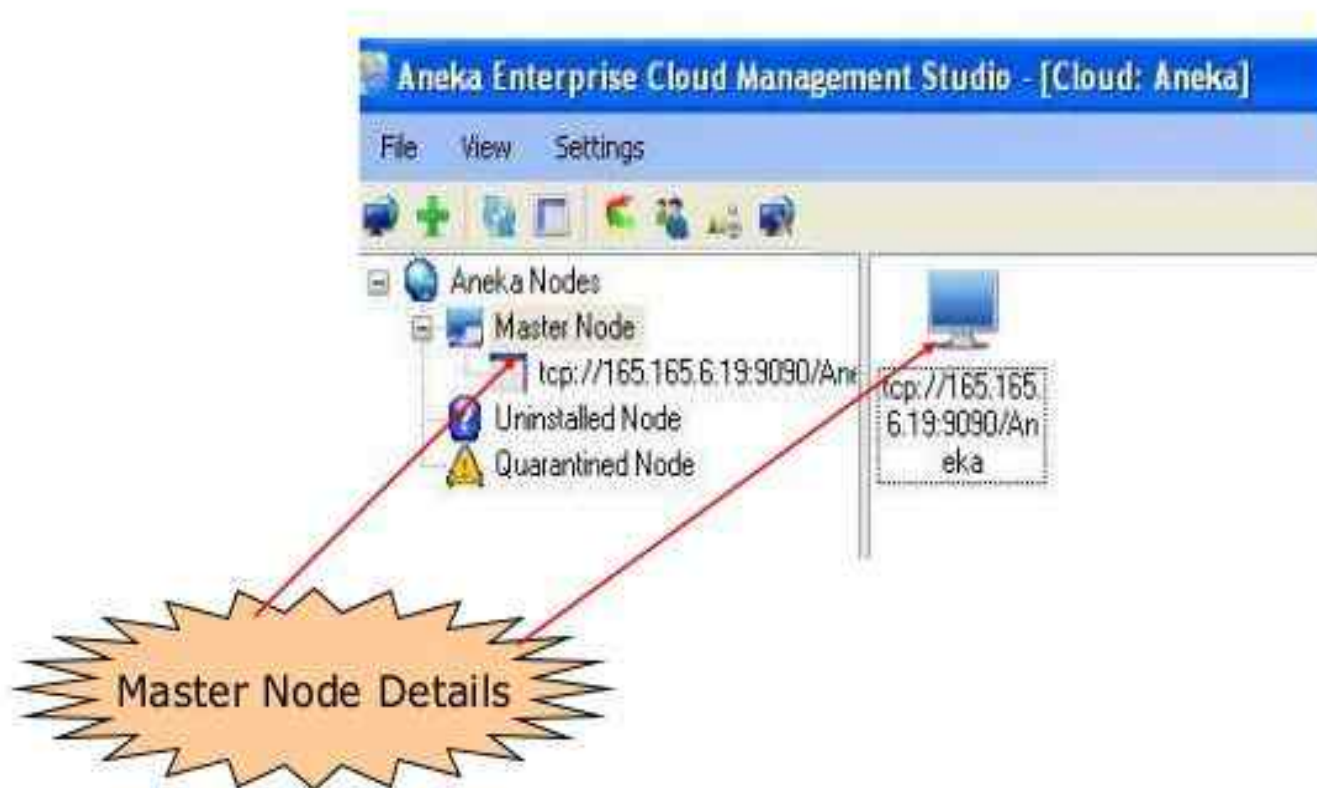 Aneka Enterprise Cloud Management Studio - [Cloud: Aneka]
File View Settings
Aneka Nodes
Master Node
tcp://165.165.6.19:9090/Ane
Uninstalled Node
Quarantined Node
tcp://165.165.
6.19:9090/An
eka
Master Node Details